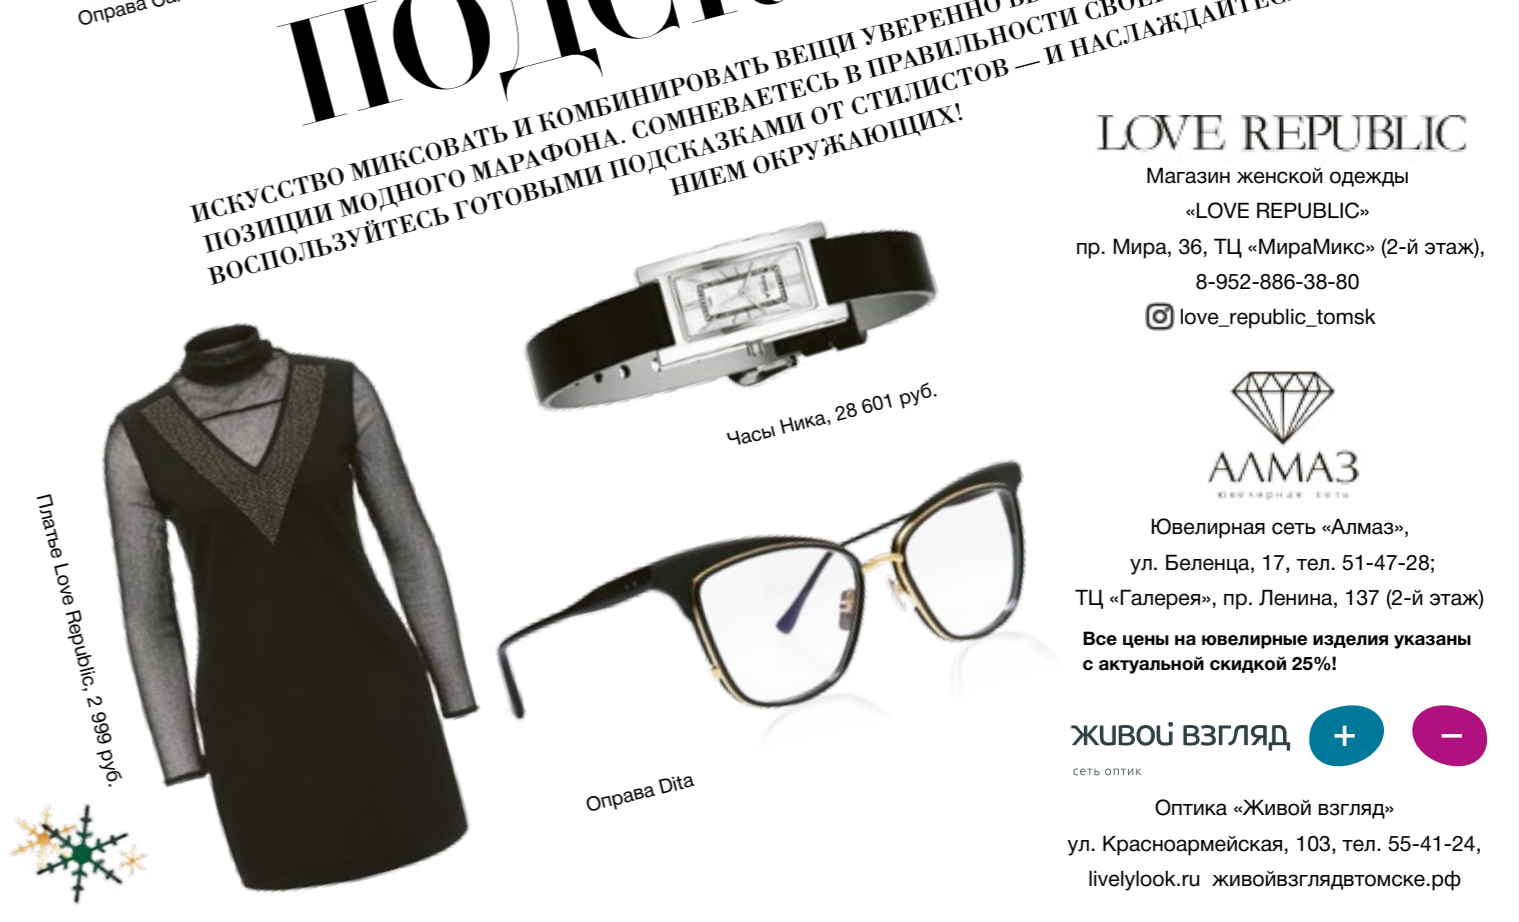 Оправа
ПОДСК
ИСКУССТВО МИКСОВАТЬ И КОМБИНИРОВАТЬ ВЕЩИ УВЕРЕННО
ПОЗИЦИИ МОДНОГО МАРАФОНА. СОМНЕВАЕТЕСЬ В ПРАВИЛЬНОСТИ
ВОСПОЛЬЗУЙТЕСЬ ГОТОВЫМИ ПОДСКАЗКАМИ ОТ СТИЛИСТОВ — И НАСЛАЖДАЙТЕСЬ
НИЕМ ОКРУЖАЮЩИХ!
Часы Ника, 28 601 руб.
Платье Love Republic, 2 999 руб.
Оправа Dita
LOVE REPUBLIC
Магазин женской одежды
«LOVE REPUBLIC»
пр. Мира, 36, ТЦ «МираМикс» (2-й этаж),
8-952-886-38-80
love_republic_tomsk
АЛМАЗ
ювелирная сеть
Ювелирная сеть «Алмаз»,
ул. Беленца, 17, тел. 51-47-28;
ТЦ «Галерея», пр. Ленина, 137 (2-й этаж)
Все цены на ювелирные изделия указаны
с актуальной скидкой 25%!
живой взгляд
сеть оптик
Оптика «Живой взгляд»
ул. Красноармейская, 103, тел. 55-41-24,
livelylook.ru живойвзглядвтомске.рф